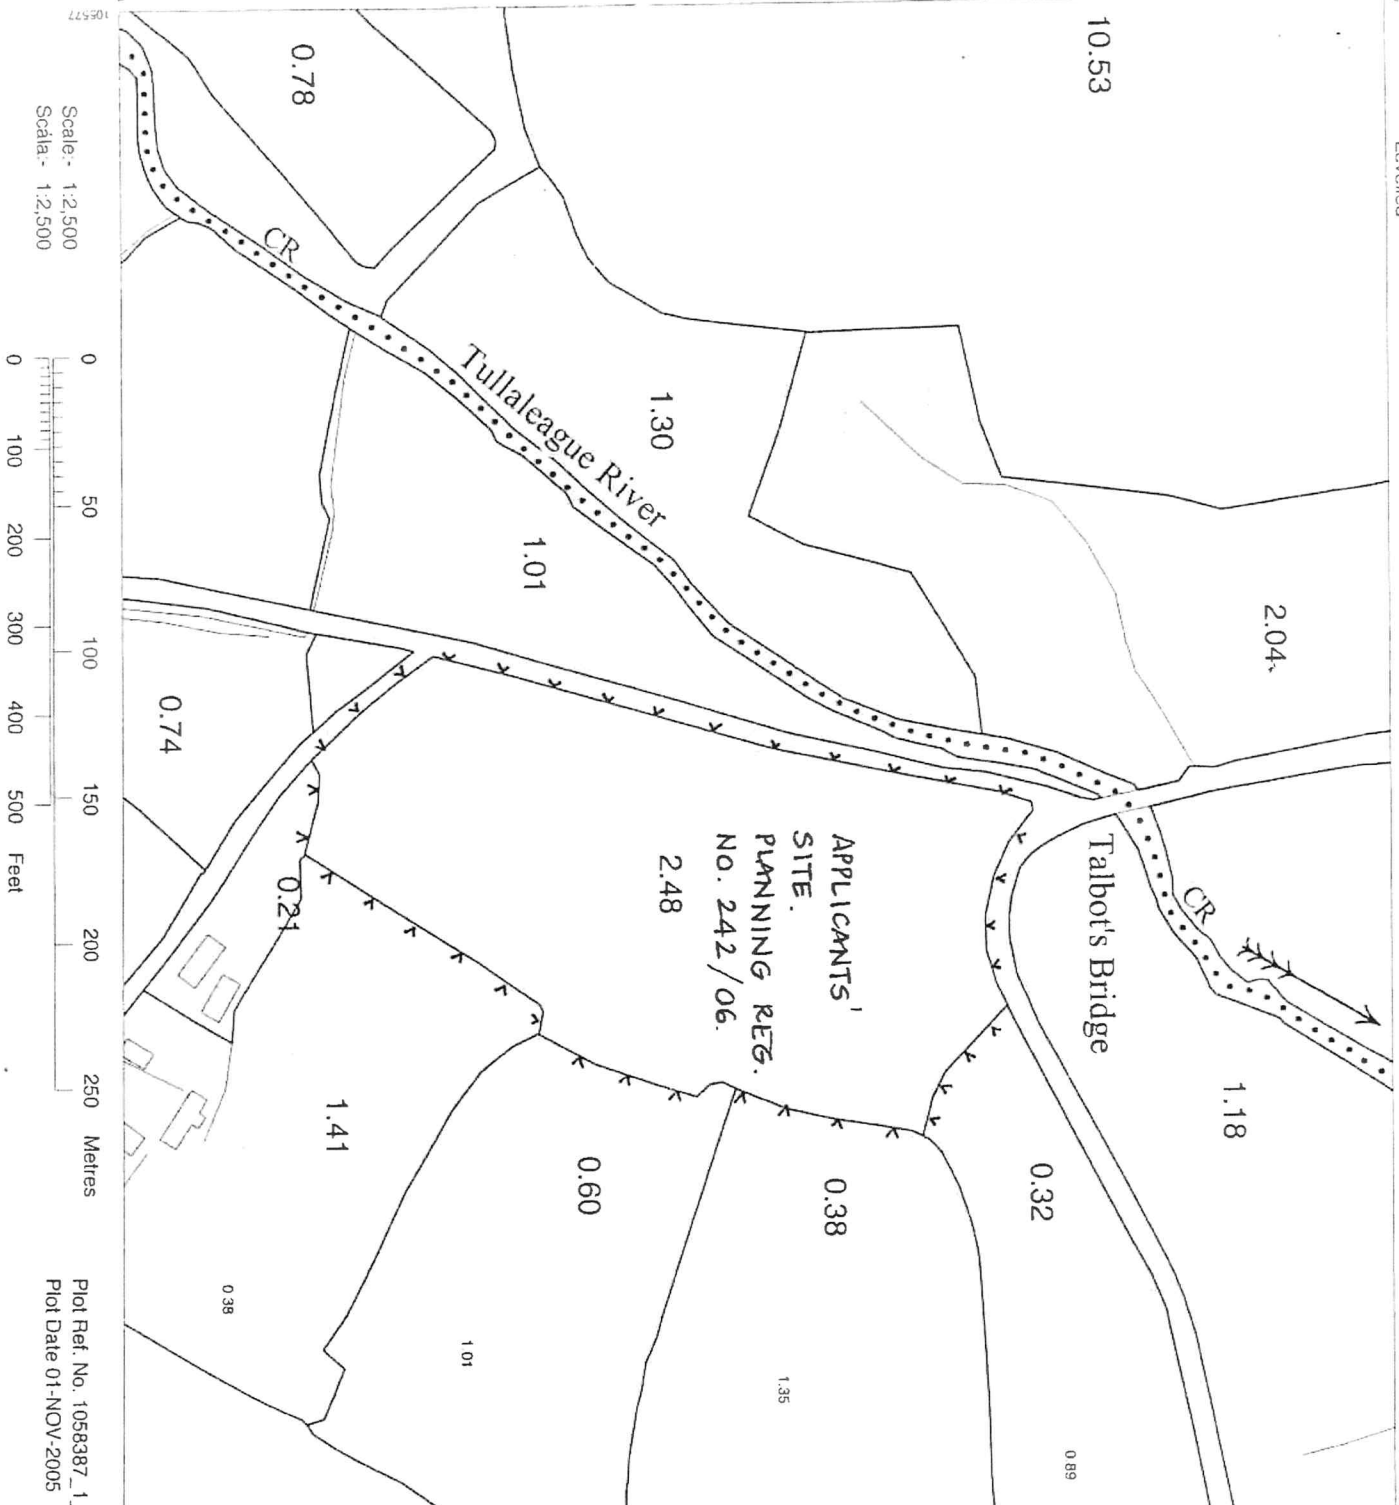 10.53
0.78
CR
Tullaleague River
1.30
2.04
1.01
0.74
Talbot's Bridge
CR
APPLICANTS'
SITE.
PLANNING REG.
NO. 242/06.
2.48
0.21
1.18
0.32
0.38
0.60
1.41
0.38
1.01
1.35
0.89
106577
Scale:- 1:2,500
Scála:- 1:2,500
0 50 100 150 200 250 Metres
0 100 200 300 400 500 Feet
Plot Ref. No. 1058387_1_
Plot Date 01-NOV-2005